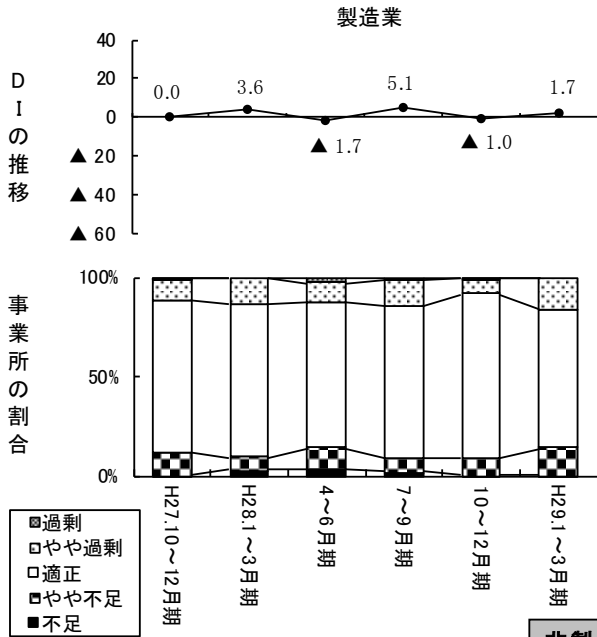 製造業
DIの推移
40
20
0
▲ 20
▲ 40
▲ 60
0.0
3.6
▲ 1.7
5.1
▲ 1.0
1.7
事業所の割合
100%
50%
0%
H27.10～12月期
H28.1～3月期
4～6月期
7～9月期
10～12月期
H29.1～3月期
過剰
やや過剰
適正
やや不足
不足